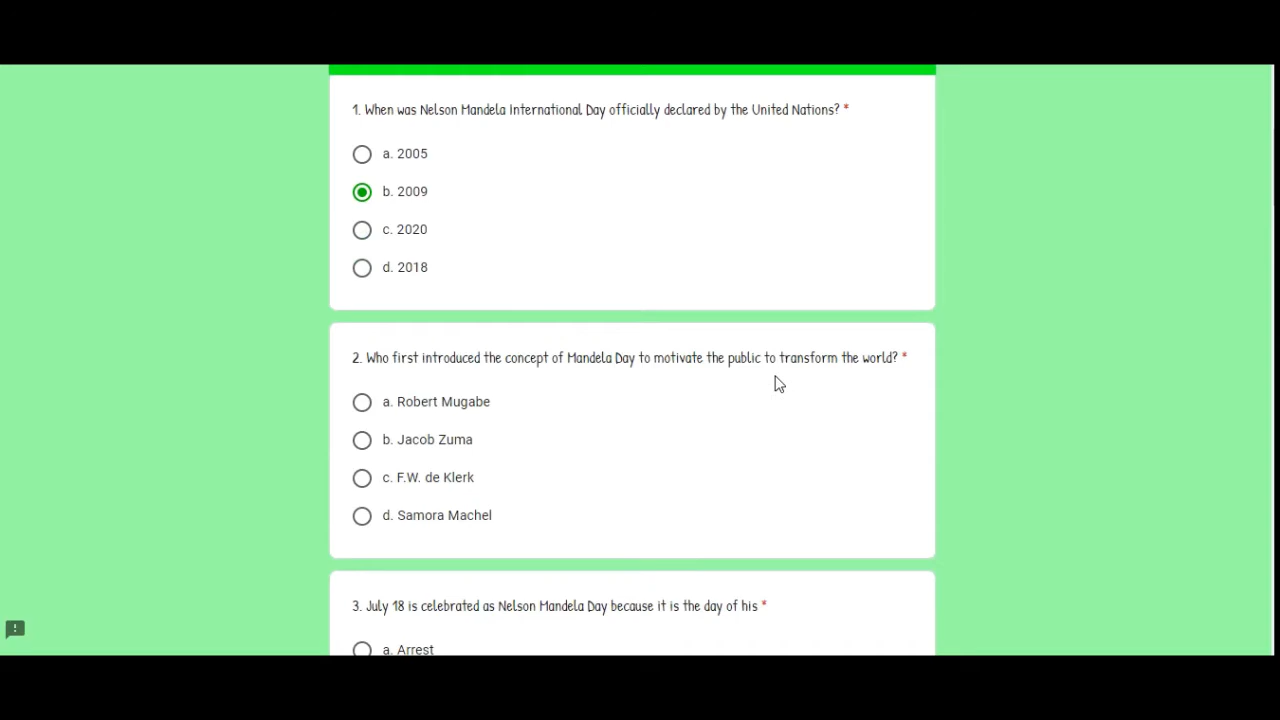 1. When was Nelson Mandela International Day officially declared by the United Nations? *
a. 2005
b. 2009
c. 2020
d. 2018
2. Who first introduced the concept of Mandela Day to motivate the public to transform the world? *
a. Robert Mugabe
b. Jacob Zuma
c. F.W. de Klerk
d. Samora Machel
3. July 18 is celebrated as Nelson Mandela Day because it is the day of his *
a. Arrest